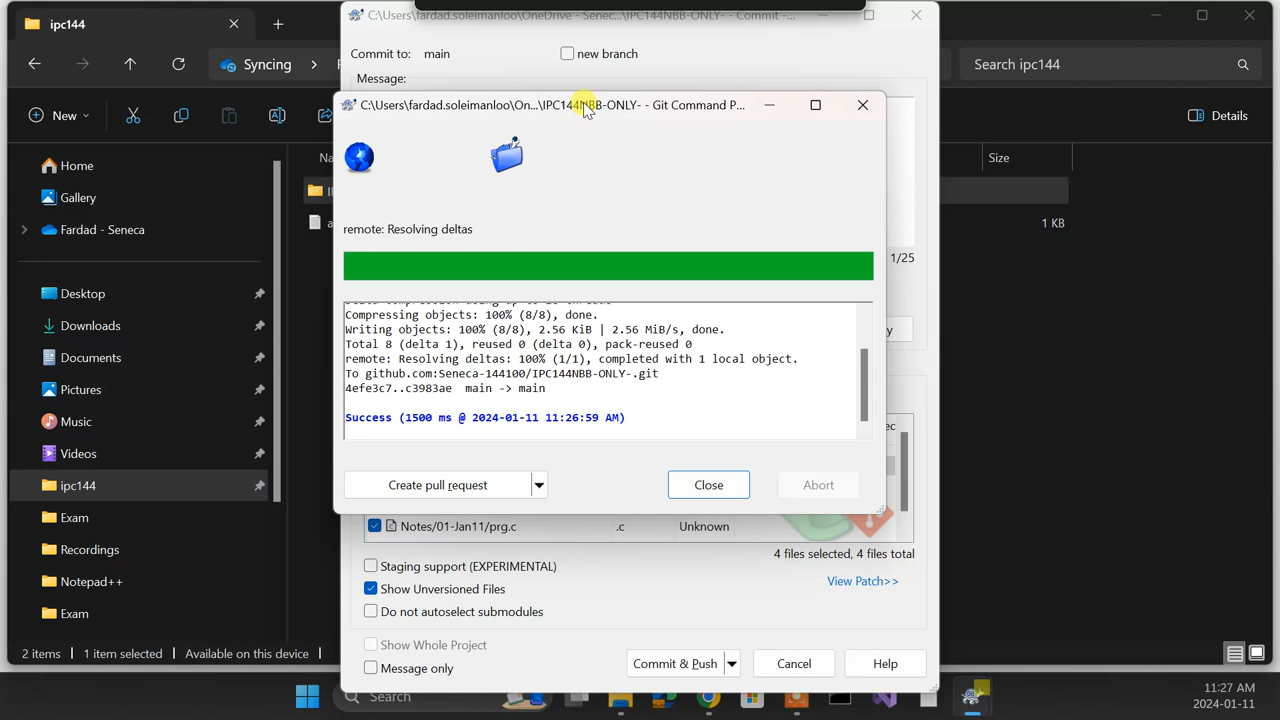 ipc144
C:\Users\fardad.soleimanloo\OneDrive - Senec...\IPC144NBB-ONLY- - Commit -...
Commit to: main
new branch
Message:
Syncing
Search ipc144
C:\Users\fardad.soleimanloo\On...\IPC144NBB-ONLY- - Git Command P...
New
Details
Home
Size
Gallery
Fardad - Seneca
1 KB
remote: Resolving deltas
1/25
Desktop
Downloads
Documents
Pictures
Music
Videos
ipc144
Exam
Recordings
Notepad++
Exam
Compressing objects: 100% (8/8), done.
Writing objects: 100% (8/8), 2.56 KiB | 2.56 MiB/s, done.
Total 8 (delta 1), reused 0 (delta 0), pack-reused 0
remote: Resolving deltas: 100% (1/1), completed with 1 local object.
To github.com:Seneca-144100/IPC144NBB-ONLY-.git
4efe3c7..c3983ae main -> main
Success (1500 ms @ 2024-01-11 11:26:59 AM)
Create pull request
Close
Abort
Notes/01-Jan11/prg.c .c Unknown
4 files selected, 4 files total
View Patch>>
Staging support (EXPERIMENTAL)
Show Unversioned Files
Do not autoselect submodules
Show Whole Project
Message only
Commit & Push
Cancel
Help
2 items 1 item selected Available on this device
Search
11:27 AM
2024-01-11